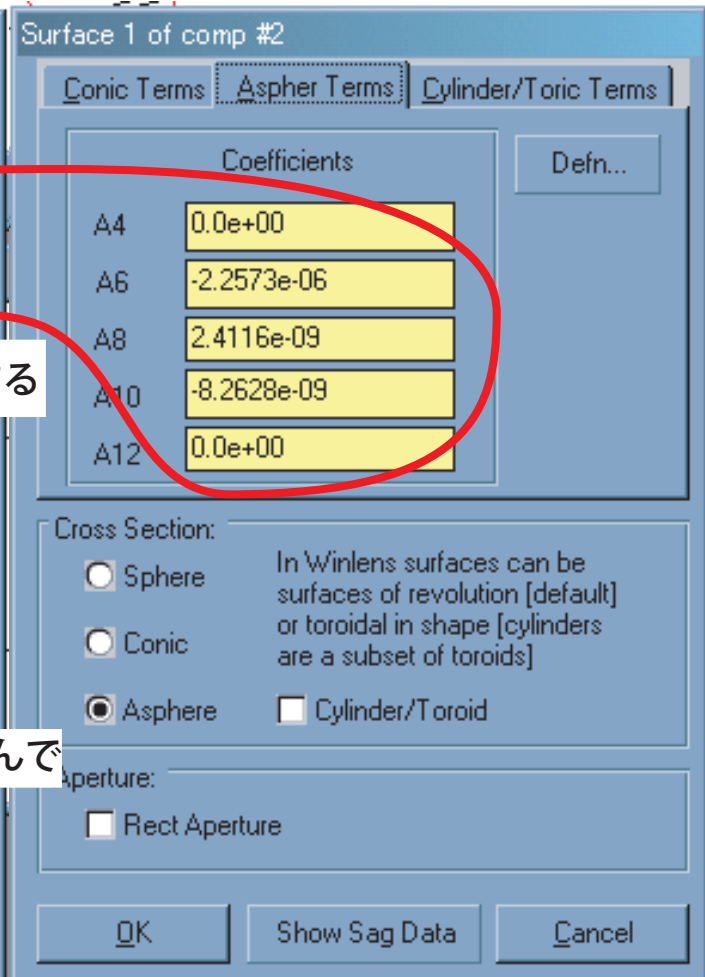 Surface 1 of comp #2
Conic Terms
Aspher Terms
Cylinder/Toric Terms
Coefficients
Defn...
A4 0.0e+00
A6 -2.2573e-06
A8 2.4116e-09
る
A10 -8.2628e-09
A12 0.0e+00
Cross Section:
Sphere
Conic
Asphere
In Winlens surfaces can be
surfaces of revolution [default]
or toroidal in shape [cylinders
are a subset of toroids]
Cylinder/Toroid
んで
Aperture:
Rect Aperture
OK
Show Sag Data
Cancel